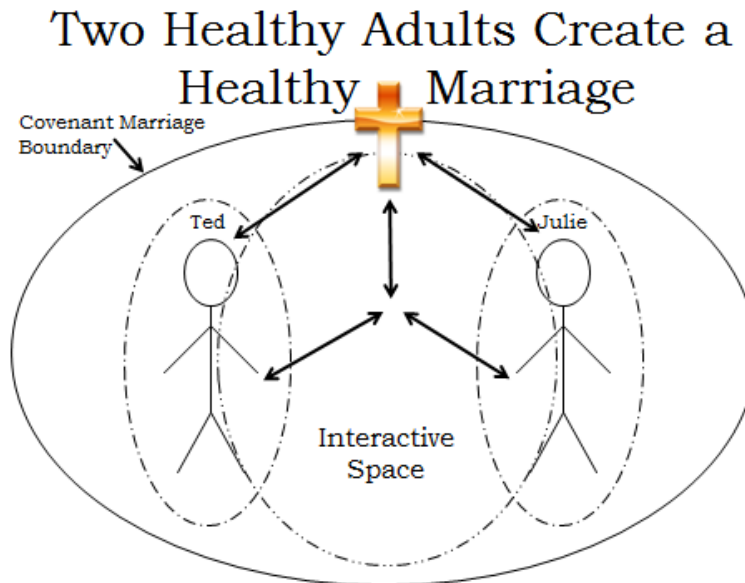 Two Healthy Adults Create a
Healthy Marriage
Covenant Marriage
Boundary
Ted
Julie
Interactive
Space